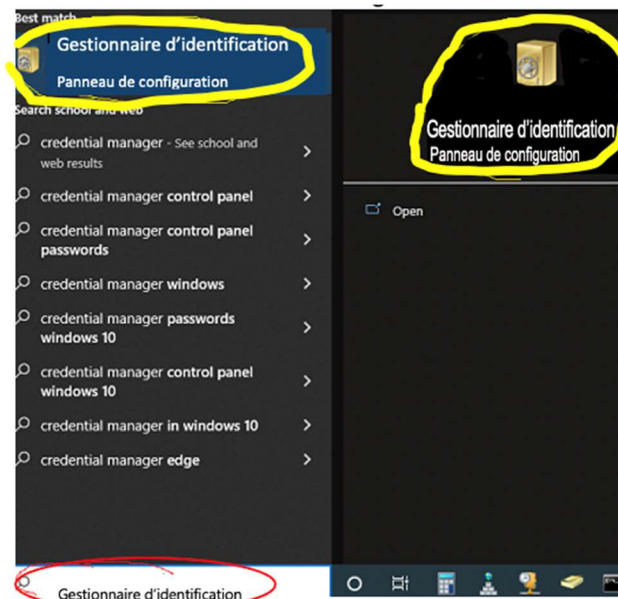 Best match
Gestionnaire d'identification
Panneau de configuration
Search school and web
credential manager - See school and
web results
credential manager control panel
credential manager control panel
passwords
credential manager windows
credential manager passwords
windows 10
credential manager control panel
windows 10
credential manager in windows 10
credential manager edge
Gestionnaire d'identification
Gestionnaire d'identification
Panneau de configuration
Open